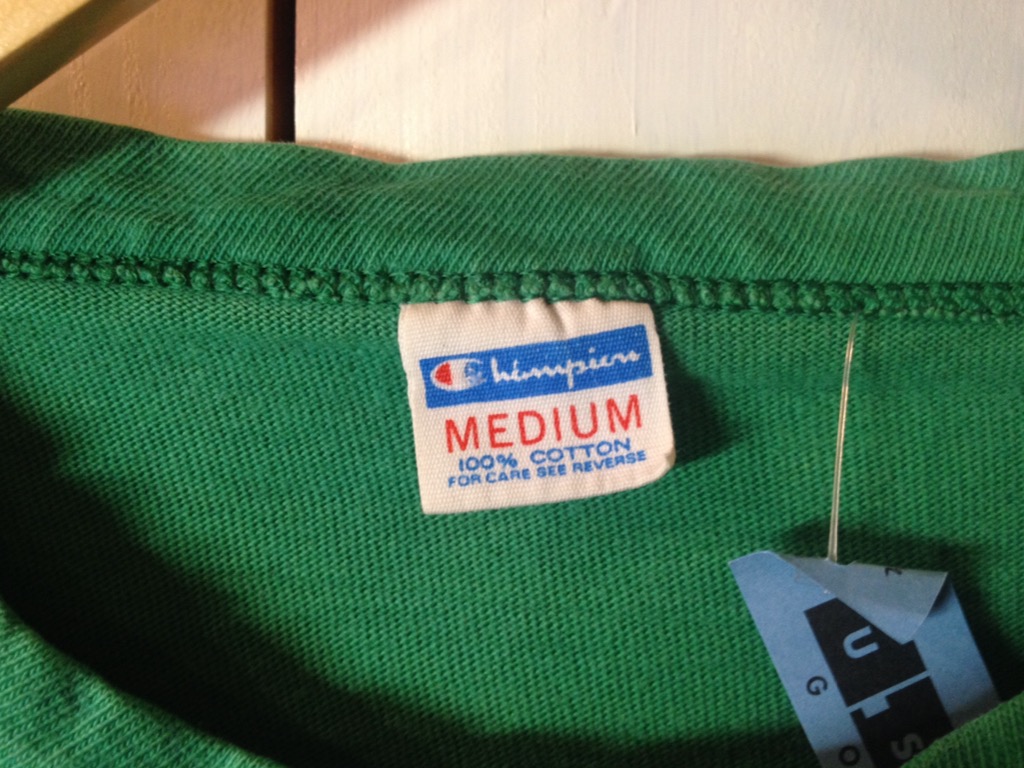 Champion
MEDIUM
100% COTTON
FOR CARE SEE REVERSE